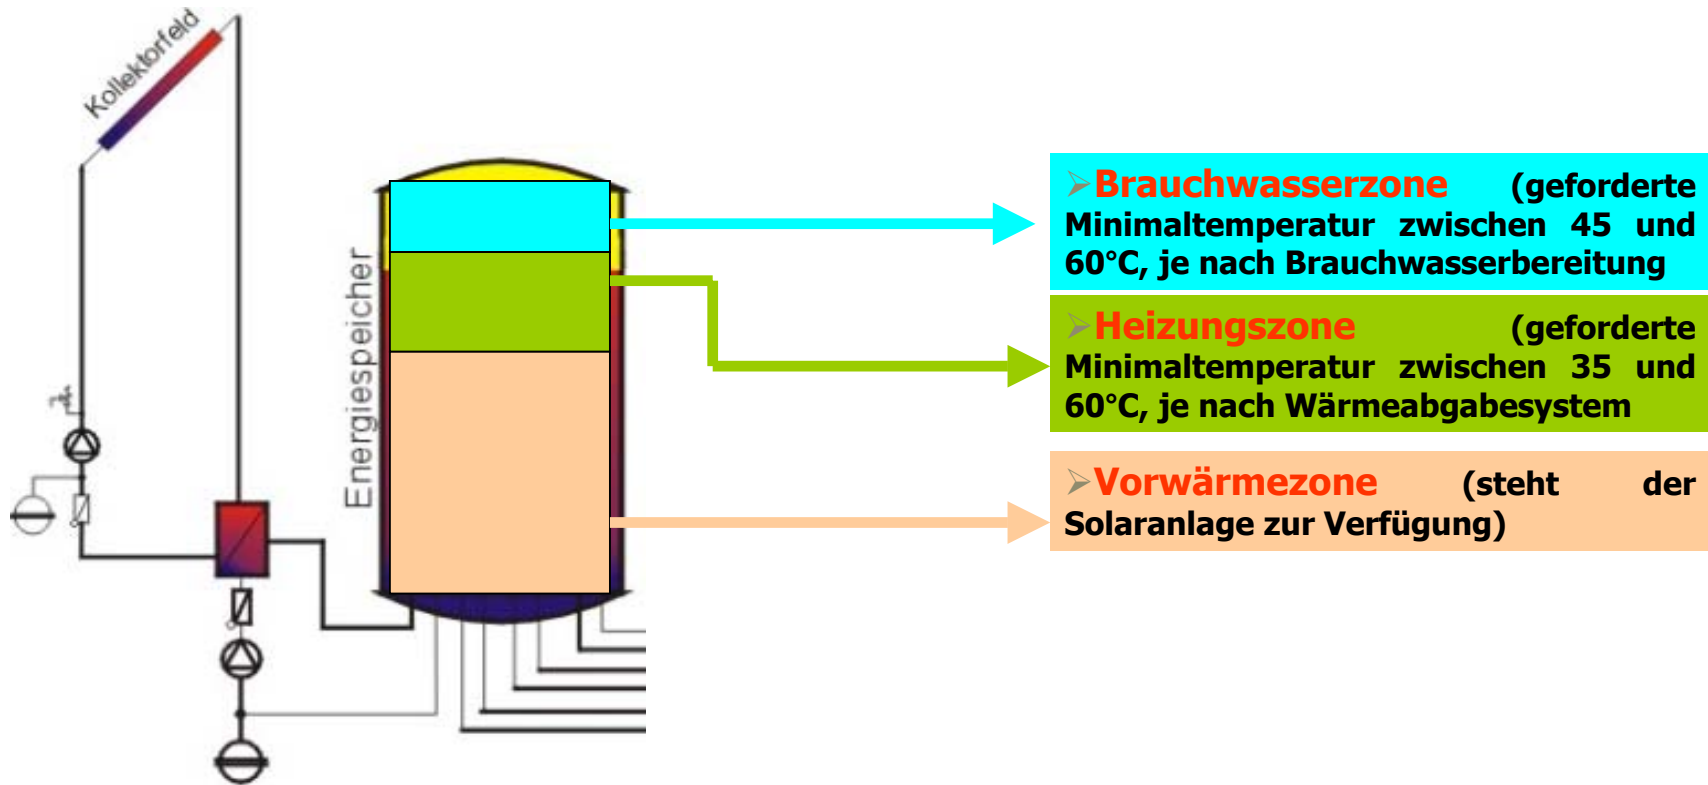 Kollektorfeld
Energiespeicher
➢Brauchwasserzone (geforderte
Minimaltemperatur zwischen 45 und
60°C, je nach Brauchwasserbereitung
➢Heizungszone (geforderte
Minimaltemperatur zwischen 35 und
60°C, je nach Wärmeabgabesystem
➢Vorwärmezone (steht der
Solaranlage zur Verfügung)